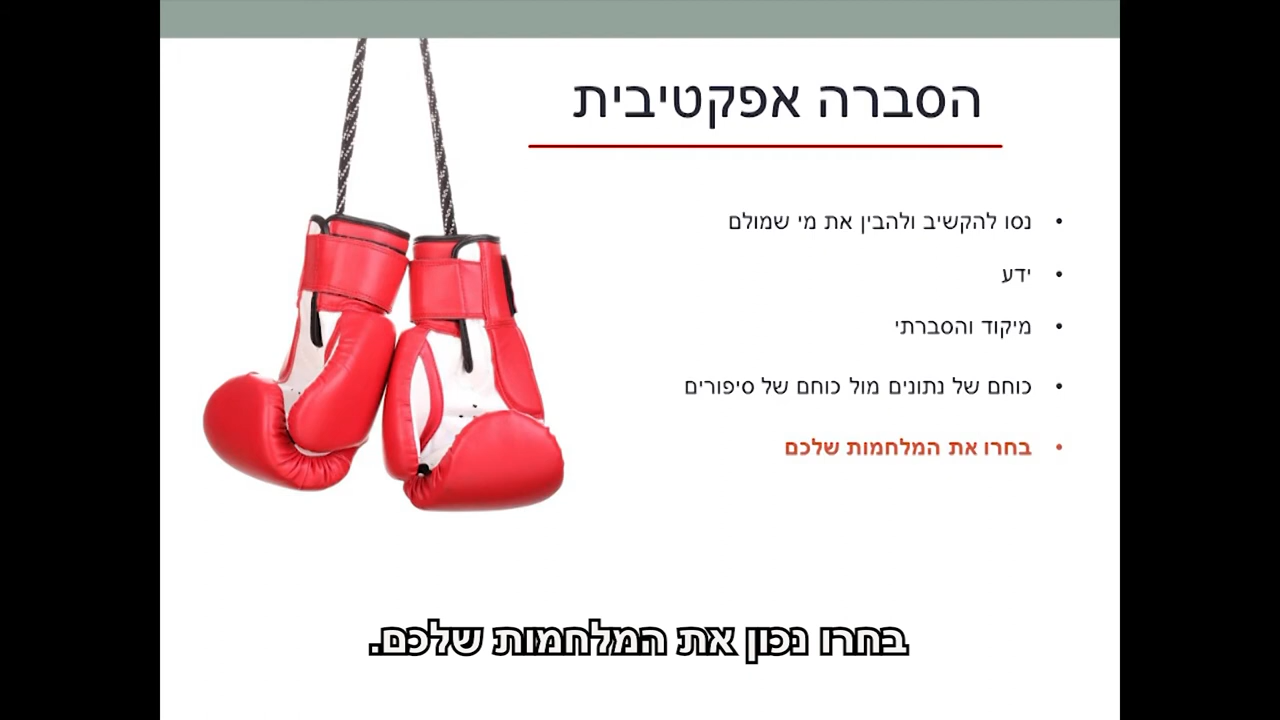 הסברה אפקטיבית
• נסו להקשיב ולהבין את מי שמולם
• ידע
• מיקוד והסברתי
• כוחם של נתונים מול כוחם של סיפורים
• בחרו את המלחמות שלכם
בחרו נכון את המלחמות שלכם.